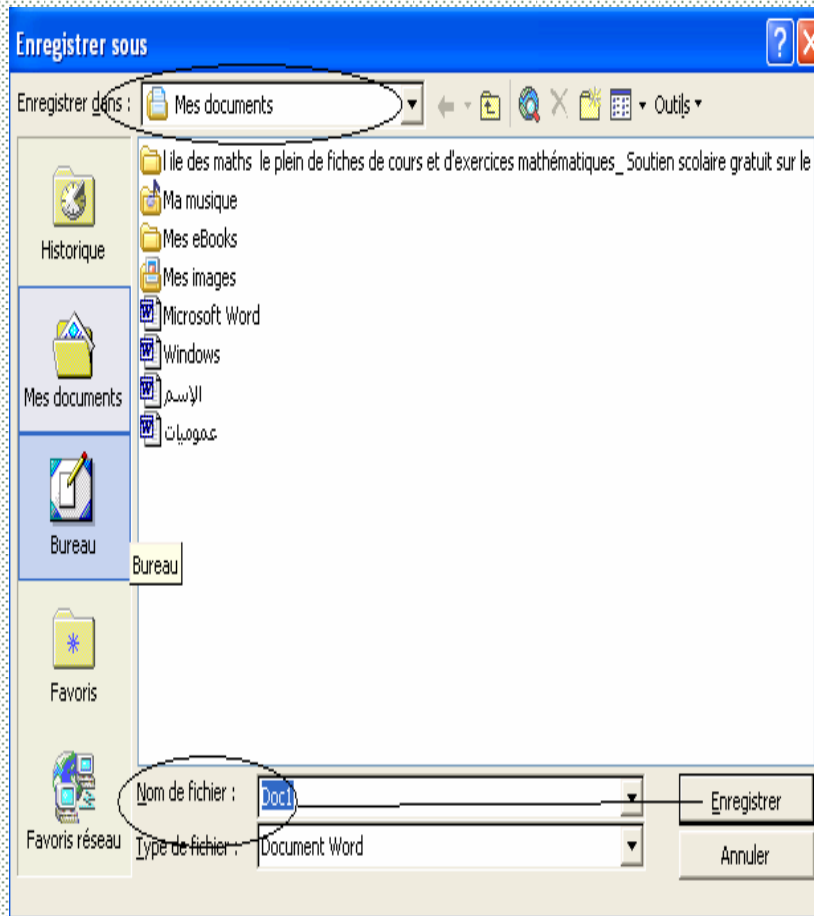 Enregistrer sous
Enregistrer dans :
Mes documents
Outils
l ile des maths le plein de fiches de cours et d'exercices mathématiques_ Soutien scolaire gratuit sur le
Ma musique
Mes eBooks
Mes images
Microsoft Word
Windows
الإسم
عموميات
Historique
Mes documents
Bureau
Bureau
Favoris
Favoris réseau
Nom de fichier : Doc1
Enregistrer
Type de fichier : Document Word
Annuler